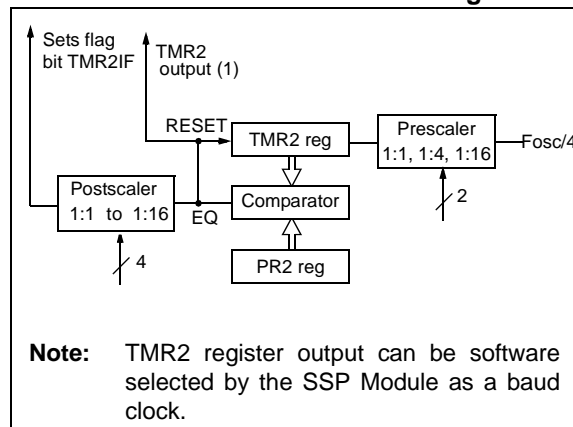 Sets flag
bit TMR2IF
TMR2
output (1)
RESET
TMR2 reg
Prescaler
1:1, 1:4, 1:16
Fosc/4
2
Postscaler
1:1 to 1:16
EQ
Comparator
4
PR2 reg
Note: TMR2 register output can be software
selected by the SSP Module as a baud
clock.